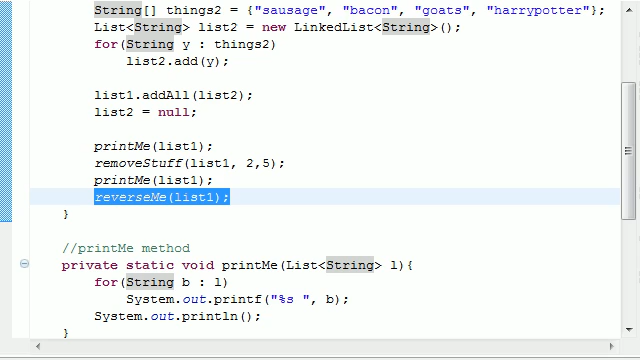 String[] things2 = {"sausage", "bacon", "goats", "harrypotter"};
List<String> list2 = new LinkedList<String>();
for(String y : things2)
list2.add(y);
list1.addAll(list2);
list2 = null;
printMe(list1);
removeStuff(list1, 2,5);
printMe(list1);
reverseMe(list1);
}
//printMe method
private static void printMe(List<String> l){
for(String b : l)
System.out.printf("%s ", b);
System.out.println();
}